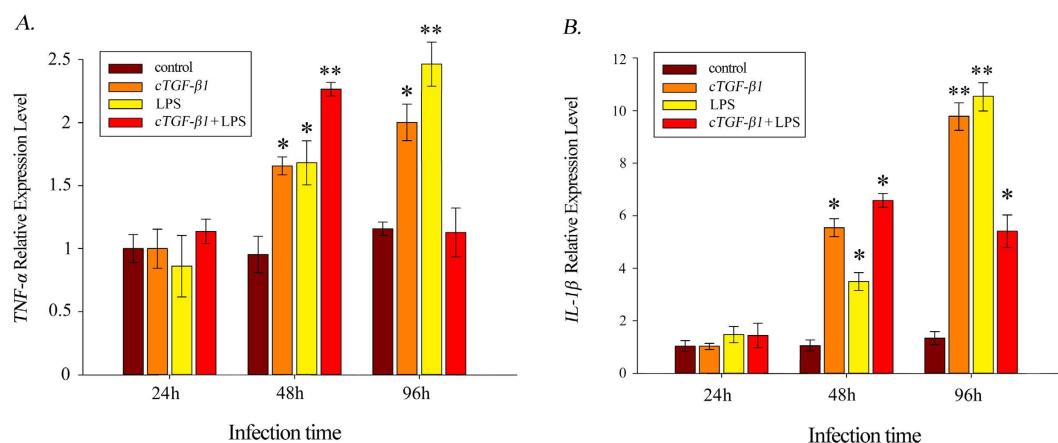 A.
control
cTGF-β1
LPS
cTGF-β1+LPS
TNF-α Relative Expression Level
2.5
2
1.5
1
0.5
0
* * **
* **
24h 48h 96h
Infection time
B.
control
cTGF-β1
LPS
cTGF-β1+LPS
IL-1β Relative Expression Level
12
10
8
6
4
2
0
* * *
** ** *
24h 48h 96h
Infection time